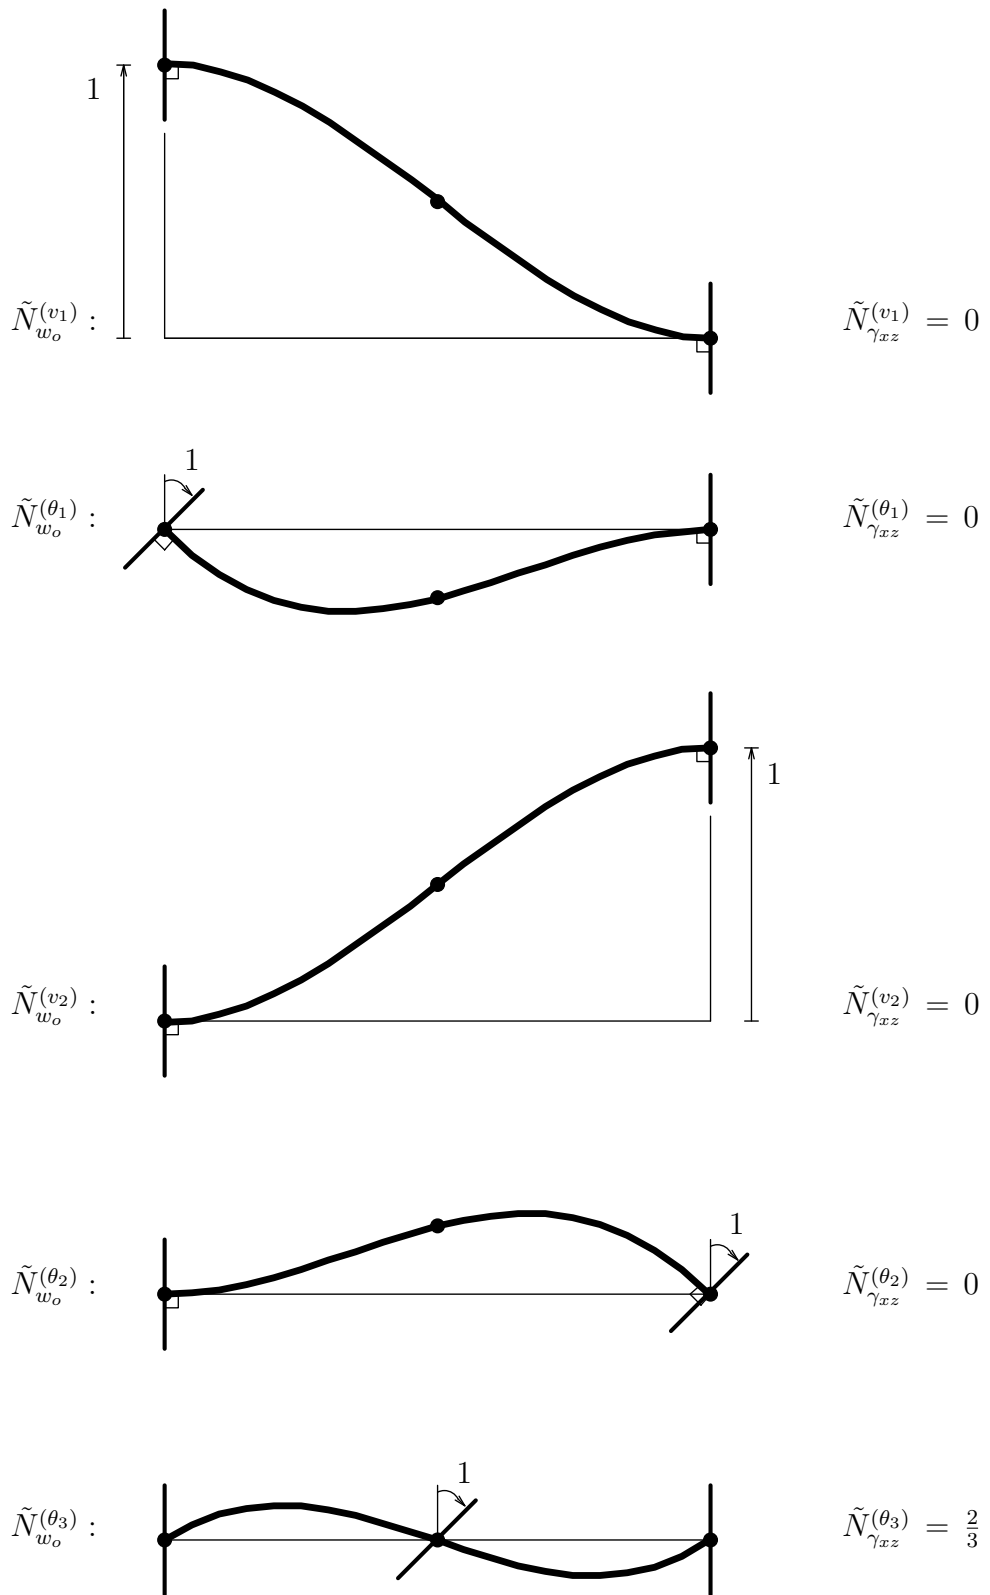 1
Ñ_{w_o}^{(v_1)} : Ñ_{γ_{xz}}^{(v_1)} = 0
1
Ñ_{w_o}^{(θ_1)} : Ñ_{γ_{xz}}^{(θ_1)} = 0
1
Ñ_{w_o}^{(v_2)} : Ñ_{γ_{xz}}^{(v_2)} = 0
1
Ñ_{w_o}^{(θ_2)} : Ñ_{γ_{xz}}^{(θ_2)} = 0
1
Ñ_{w_o}^{(θ_3)} : Ñ_{γ_{xz}}^{(θ_3)} = 2/3